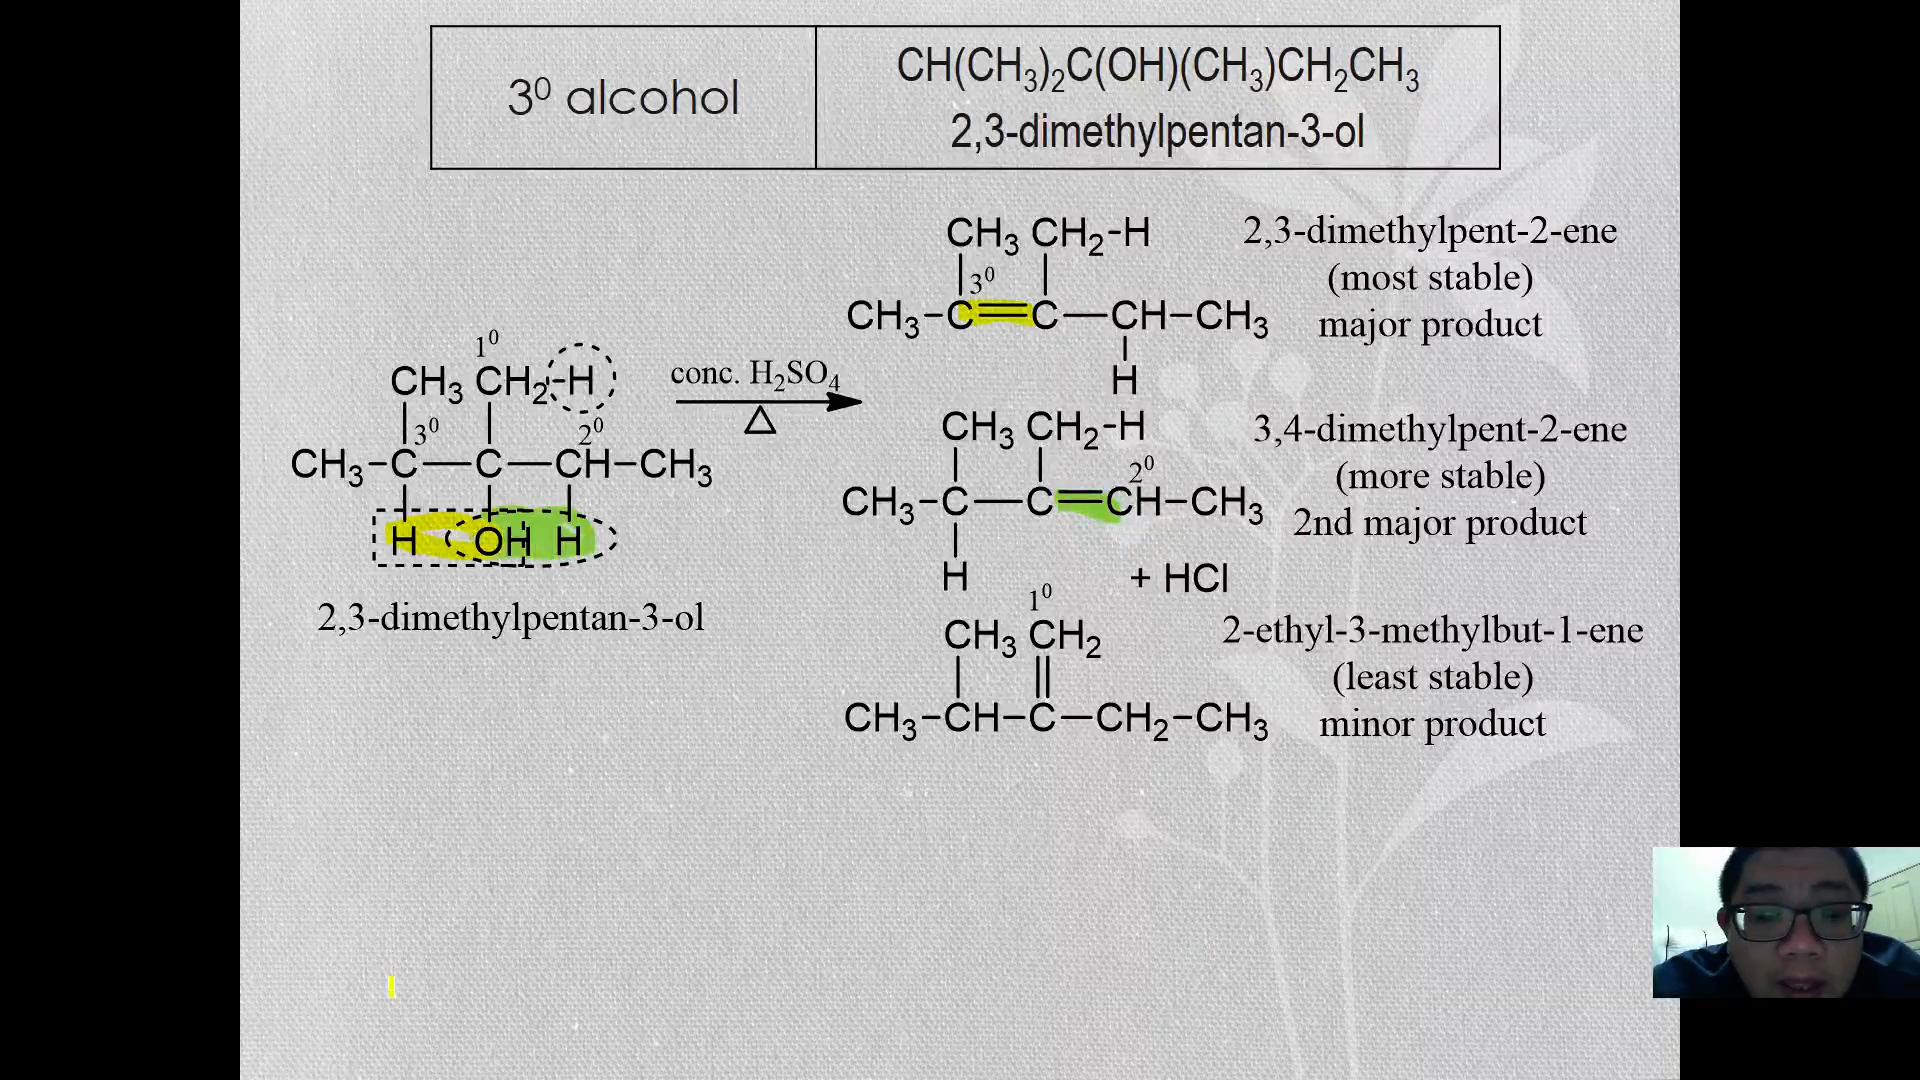 3⁰ alcohol
CH(CH₃)₂C(OH)(CH₃)CH₂CH₃
2,3-dimethylpentan-3-ol
1⁰
CH₃ CH₂-H
3⁰ 2⁰
CH₃-C—C—CH-CH₃
H OH H
2,3-dimethylpentan-3-ol
conc. H₂SO₄
△
CH₃ CH₂-H
3⁰
CH₃-C=C—CH-CH₃
H
2,3-dimethylpent-2-ene
(most stable)
major product
CH₃ CH₂-H
2⁰
CH₃-C—C=CH-CH₃
H
+ HCl
3,4-dimethylpent-2-ene
(more stable)
2nd major product
1⁰
CH₃ CH₂
CH₃-CH-C—CH₂-CH₃
2-ethyl-3-methylbut-1-ene
(least stable)
minor product